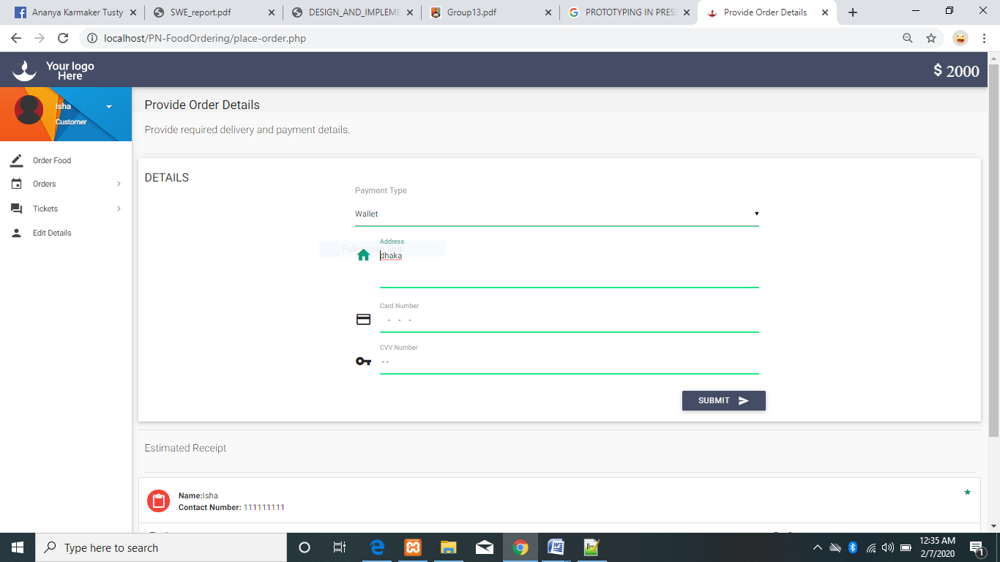 Ananya Karmaker Tusty
SWE_report.pdf
DESIGN_AND_IMPLEME
Group13.pdf
PROTOTYPING IN PRES
Provide Order Details
localhost/PN-FoodOrdering/place-order.php
Your logo
Here
$ 2000
Isha
Customer
Order Food
Orders
Tickets
Edit Details
Provide Order Details
Provide required delivery and payment details.
DETAILS
Payment Type
Wallet
Address
dhaka
Card Number
- - -
CVV Number
--
SUBMIT
Estimated Receipt
Name:Isha
Contact Number: 111111111
Type here to search
12:35 AM
2/7/2020
1